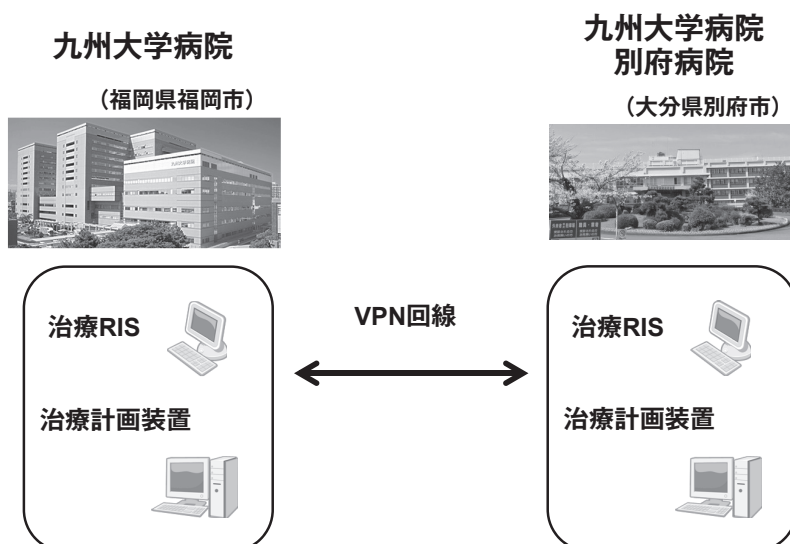 九州大学病院
（福岡県福岡市）
九州大学病院
別府病院
（大分県別府市）
治療RIS
治療計画装置
VPN回線
治療RIS
治療計画装置